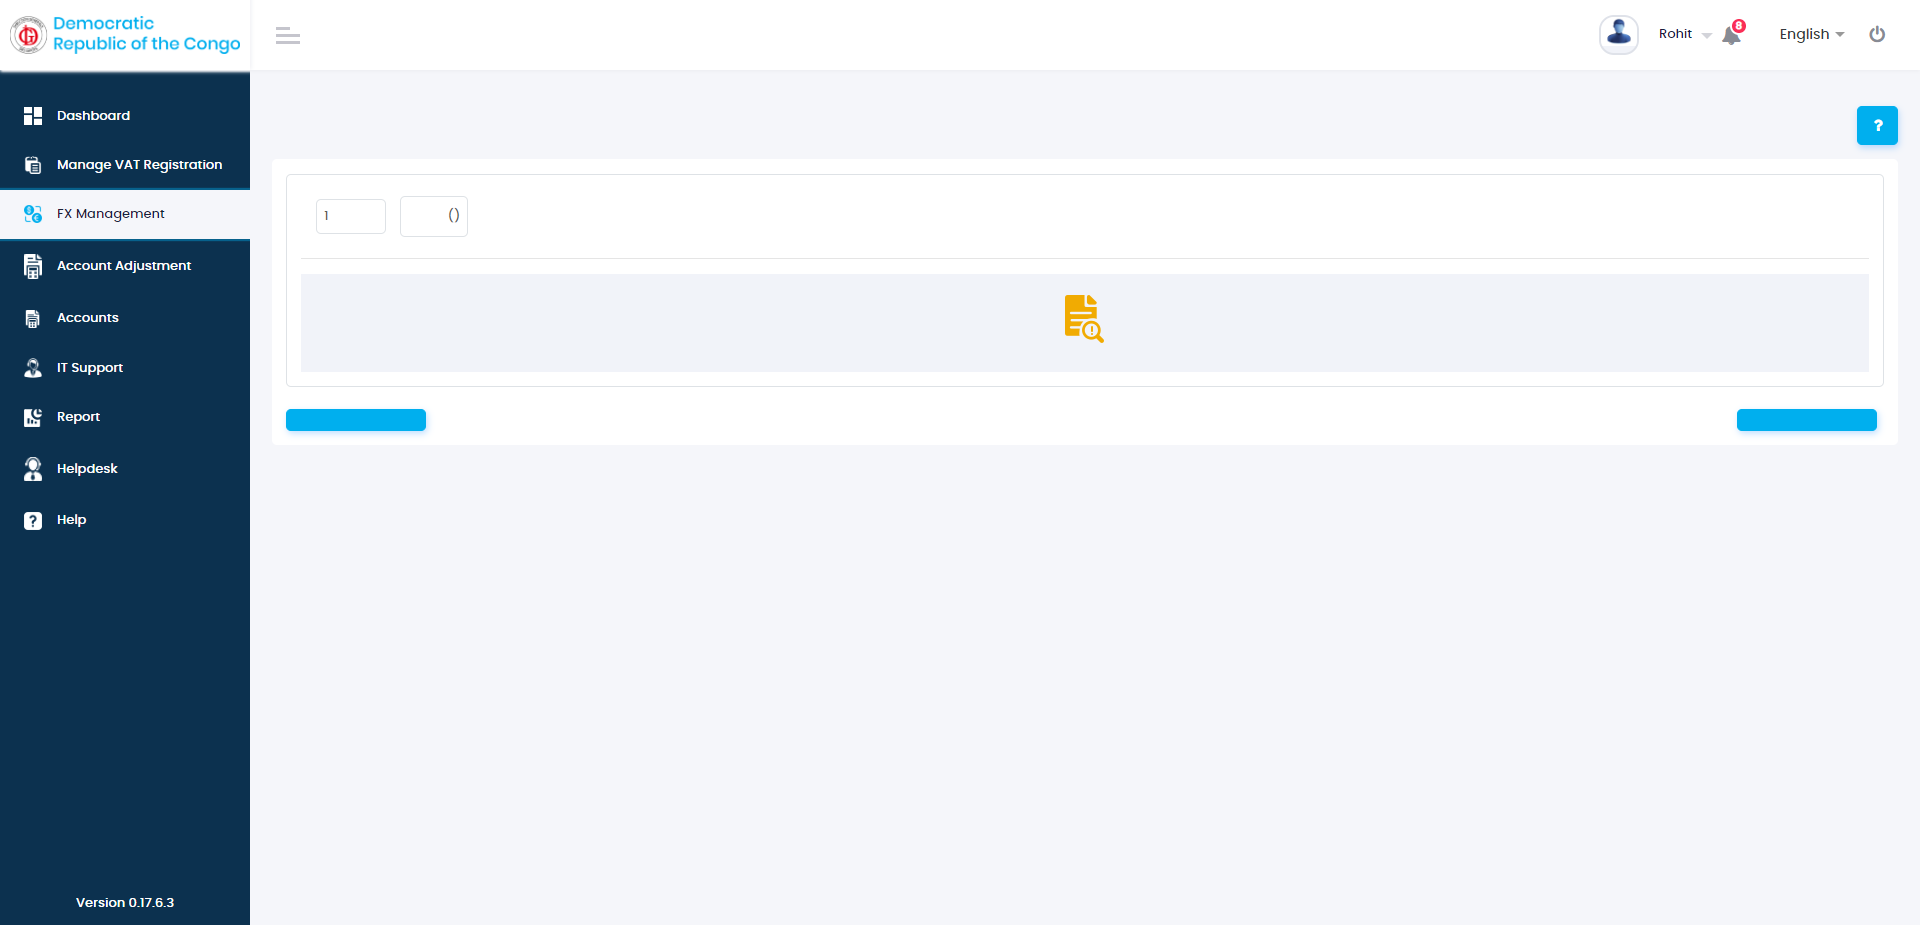 Democratic
Republic of the Congo
Rohit
8
English
Dashboard
Manage VAT Registration
FX Management
Account Adjustment
Accounts
IT Support
Report
Helpdesk
Help
?
1
()
Version 0.17.6.3